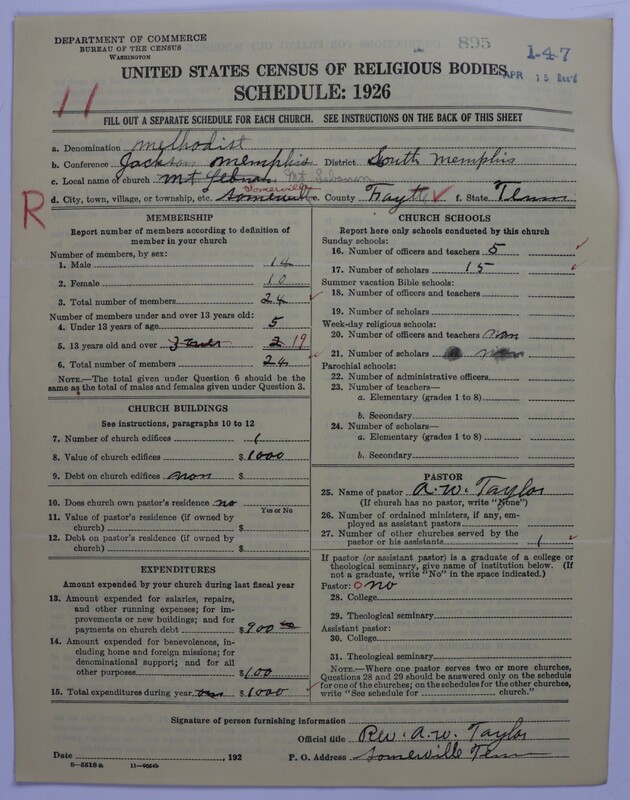 DEPARTMENT OF COMMERCE
BUREAU OF THE CENSUS
WASHINGTON
895
1-47
APR 15 Rec'd
UNITED STATES CENSUS OF RELIGIOUS BODIES
SCHEDULE: 1926
11
FILL OUT A SEPARATE SCHEDULE FOR EACH CHURCH. SEE INSTRUCTIONS ON THE BACK OF THIS SHEET
a. Denomination Methodist
b. Conference Jackson Memphis District South Memphis
c. Local name of church Mt Lebnan Mt Lebanon
d. City, town, village, or township, etc. Somerville Somerville e. County Faytt f. State Tenn
R
MEMBERSHIP
Report number of members according to definition of member in your church
Number of members, by sex:
1. Male 14
2. Female 10
3. Total number of members 24
Number of members under and over 13 years old:
4. Under 13 years of age 5
5. 13 years old and over 2 19
6. Total number of members 24
NOTE.—The total given under Question 6 should be the same as the total of males and females given under Question 3.
CHURCH BUILDINGS
See instructions, paragraphs 10 to 12
7. Number of church edifices 1
8. Value of church edifices $1000
9. Debt on church edifices non $
10. Does church own pastor's residence no
Yes or No
11. Value of pastor's residence (if owned by church) $
12. Debt on pastor's residence (if owned by church) $
EXPENDITURES
Amount expended by your church during last fiscal year
13. Amount expended for salaries, repairs, and other running expenses; for improvements or new buildings; and for payments on church debt $900
14. Amount expended for benevolences, including home and foreign missions; for denominational support; and for all other purposes $100
15. Total expenditures during year $1000
CHURCH SCHOOLS
Report here only schools conducted by this church
Sunday schools:
16. Number of officers and teachers 5
17. Number of scholars 15
Summer vacation Bible schools:
18. Number of officers and teachers
19. Number of scholars
Week-day religious schools:
20. Number of officers and teachers non
21. Number of scholars non
Parochial schools:
22. Number of administrative officers
23. Number of teachers—
a. Elementary (grades 1 to 8)
b. Secondary
24. Number of scholars—
a. Elementary (grades 1 to 8)
b. Secondary
PASTOR
25. Name of pastor A.W. Taylor
(If church has no pastor, write "None")
26. Number of ordained ministers, if any, employed as assistant pastors
27. Number of other churches served by the pastor or his assistants 1
If pastor (or assistant pastor) is a graduate of a college or theological seminary, give name of institution below. (If not a graduate, write "No" in the space indicated.)
Pastor: no
28. College
29. Theological seminary
Assistant pastor:
30. College
31. Theological seminary
NOTE.—Where one pastor serves two or more churches, Questions 28 and 29 should be answered only on the schedule for one of the churches; on the schedules for the other churches, write "See schedule for church."
Signature of person furnishing information
Official title Rev. A.W. Taylor
Date , 192 P. O. Address Somerville Tenn
8-5518a 11-9054b